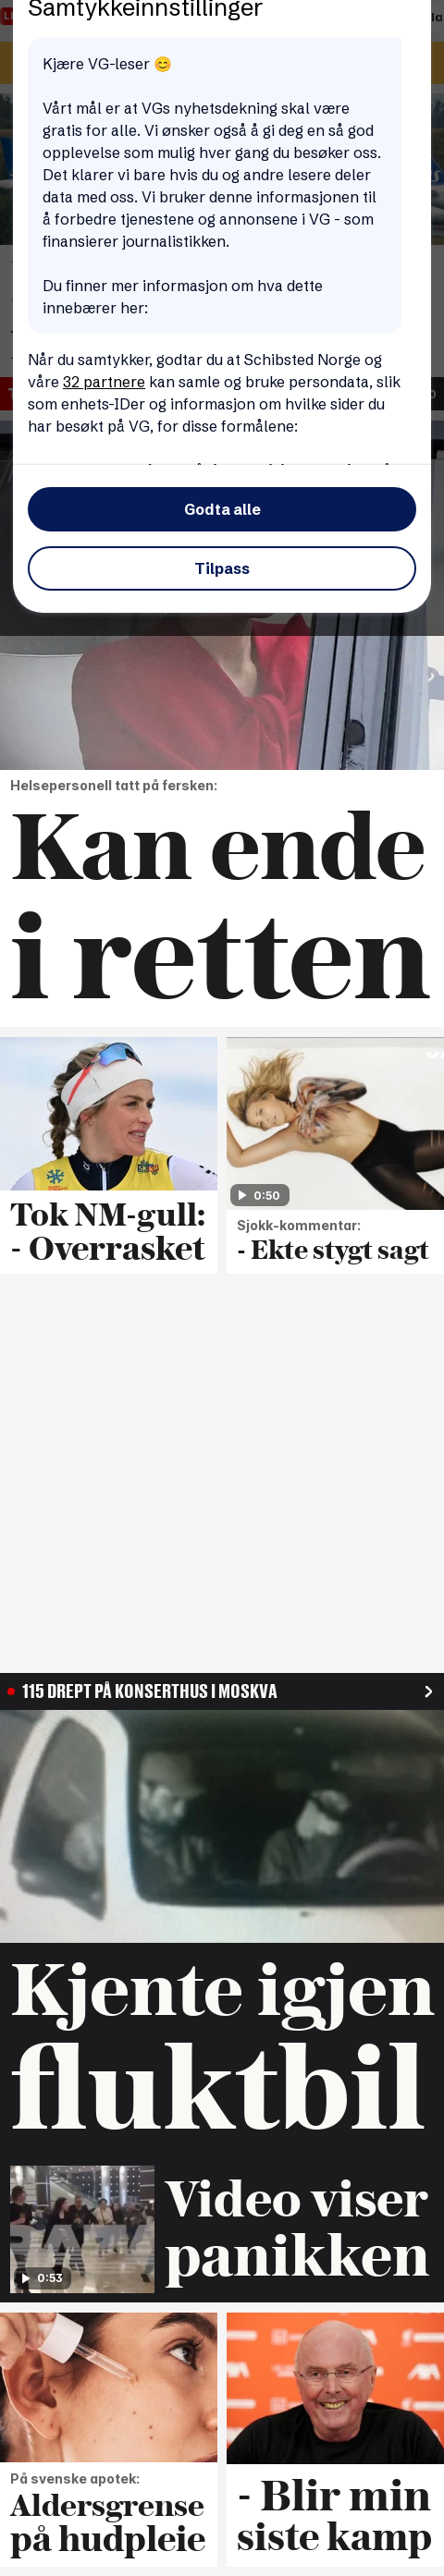 Samtykkeinnstillinger
Kjære VG-leser 😊
Vårt mål er at VGs nyhetsdekning skal være
gratis for alle. Vi ønsker også å gi deg en så god
opplevelse som mulig hver gang du besøker oss.
Det klarer vi bare hvis du og andre lesere deler
data med oss. Vi bruker denne informasjonen til
å forbedre tjenestene og annonsene i VG - som
finansierer journalistikken.
Du finner mer informasjon om hva dette
innebærer her:
Når du samtykker, godtar du at Schibsted Norge og
våre 32 partnere kan samle og bruke persondata, slik
som enhets-IDer og informasjon om hvilke sider du
har besøkt på VG, for disse formålene:
Godta alle
Tilpass
Helsepersonell tatt på fersken:
Kan ende
i retten
Tok NM-gull:
- Overrasket
0:50
Sjokk-kommentar:
- Ekte stygt sagt
115 DREPT PÅ KONSERTHUS I MOSKVA
Kjente igjen
fluktbil
0:53
Video viser
panikken
På svenske apotek:
Aldersgrense
på hudpleie
- Blir min
siste kamp